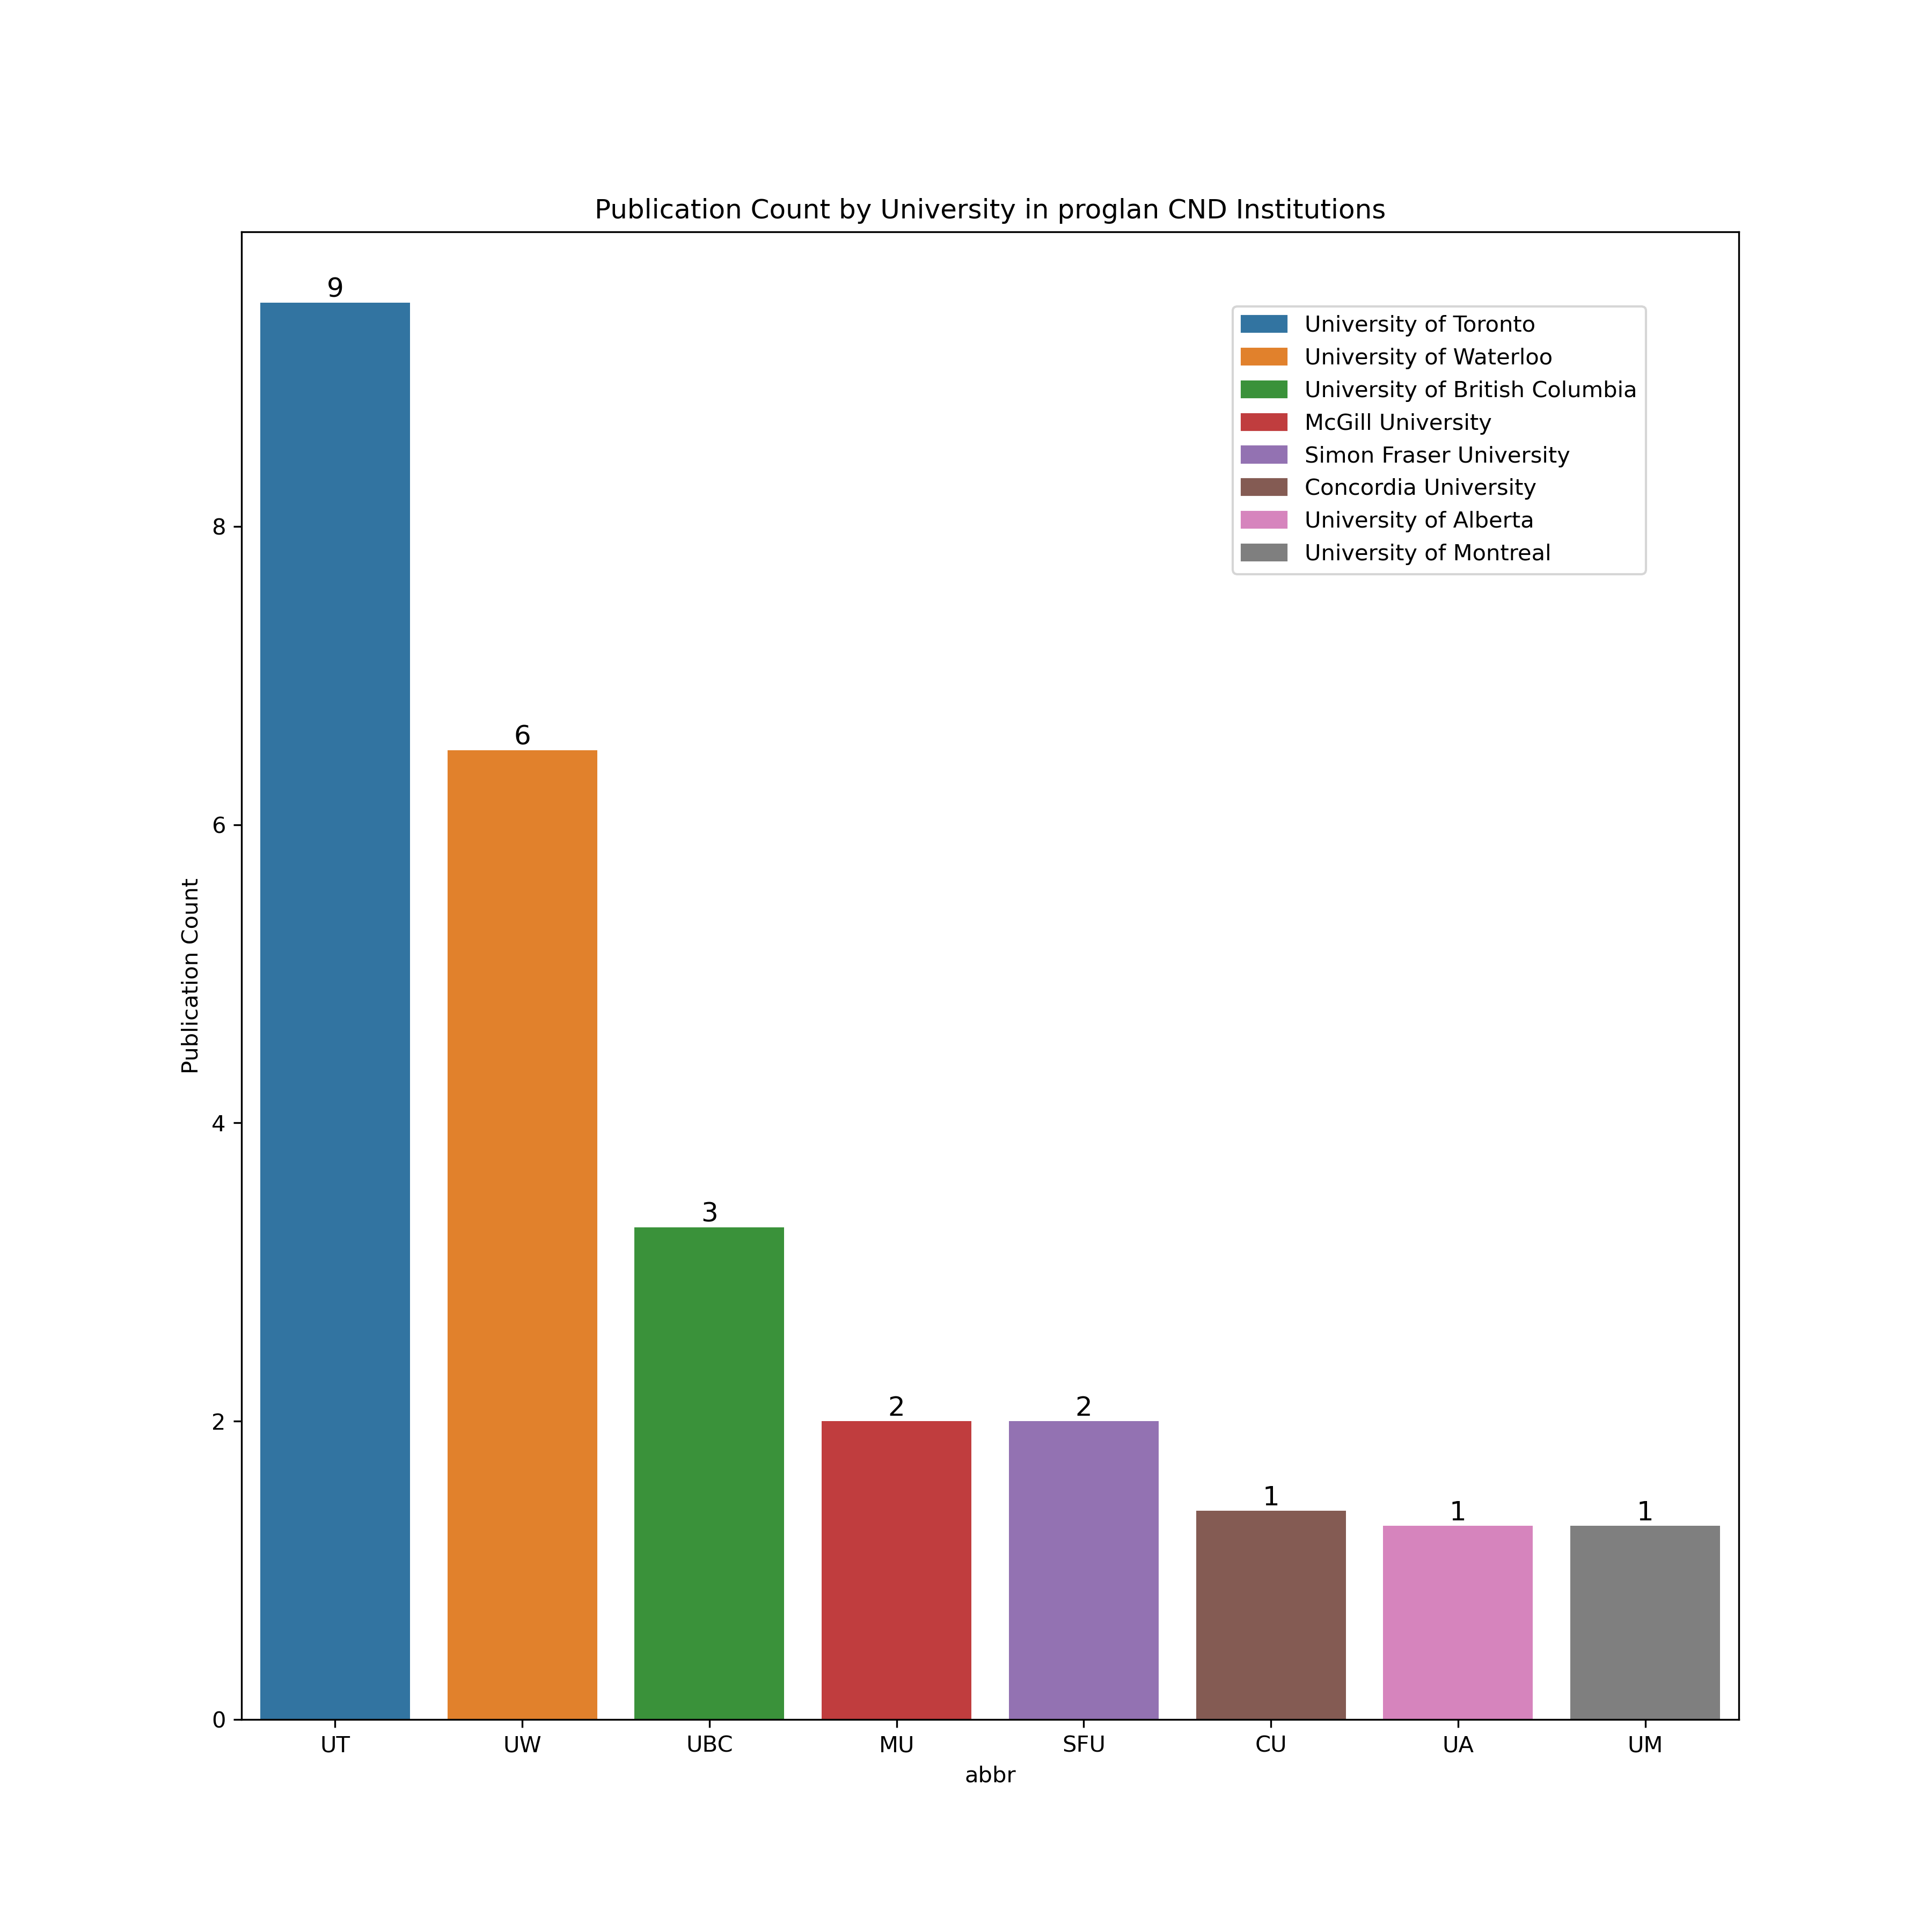 Publication Count by University in proglan CND Institutions
9
University of Toronto
University of Waterloo
University of British Columbia
McGill University
Simon Fraser University
Concordia University
University of Alberta
University of Montreal
8
6
6
Publication Count
4
3
2
2
2
1
1
1
0
UT UW UBC MU SFU CU UA UM
abbr